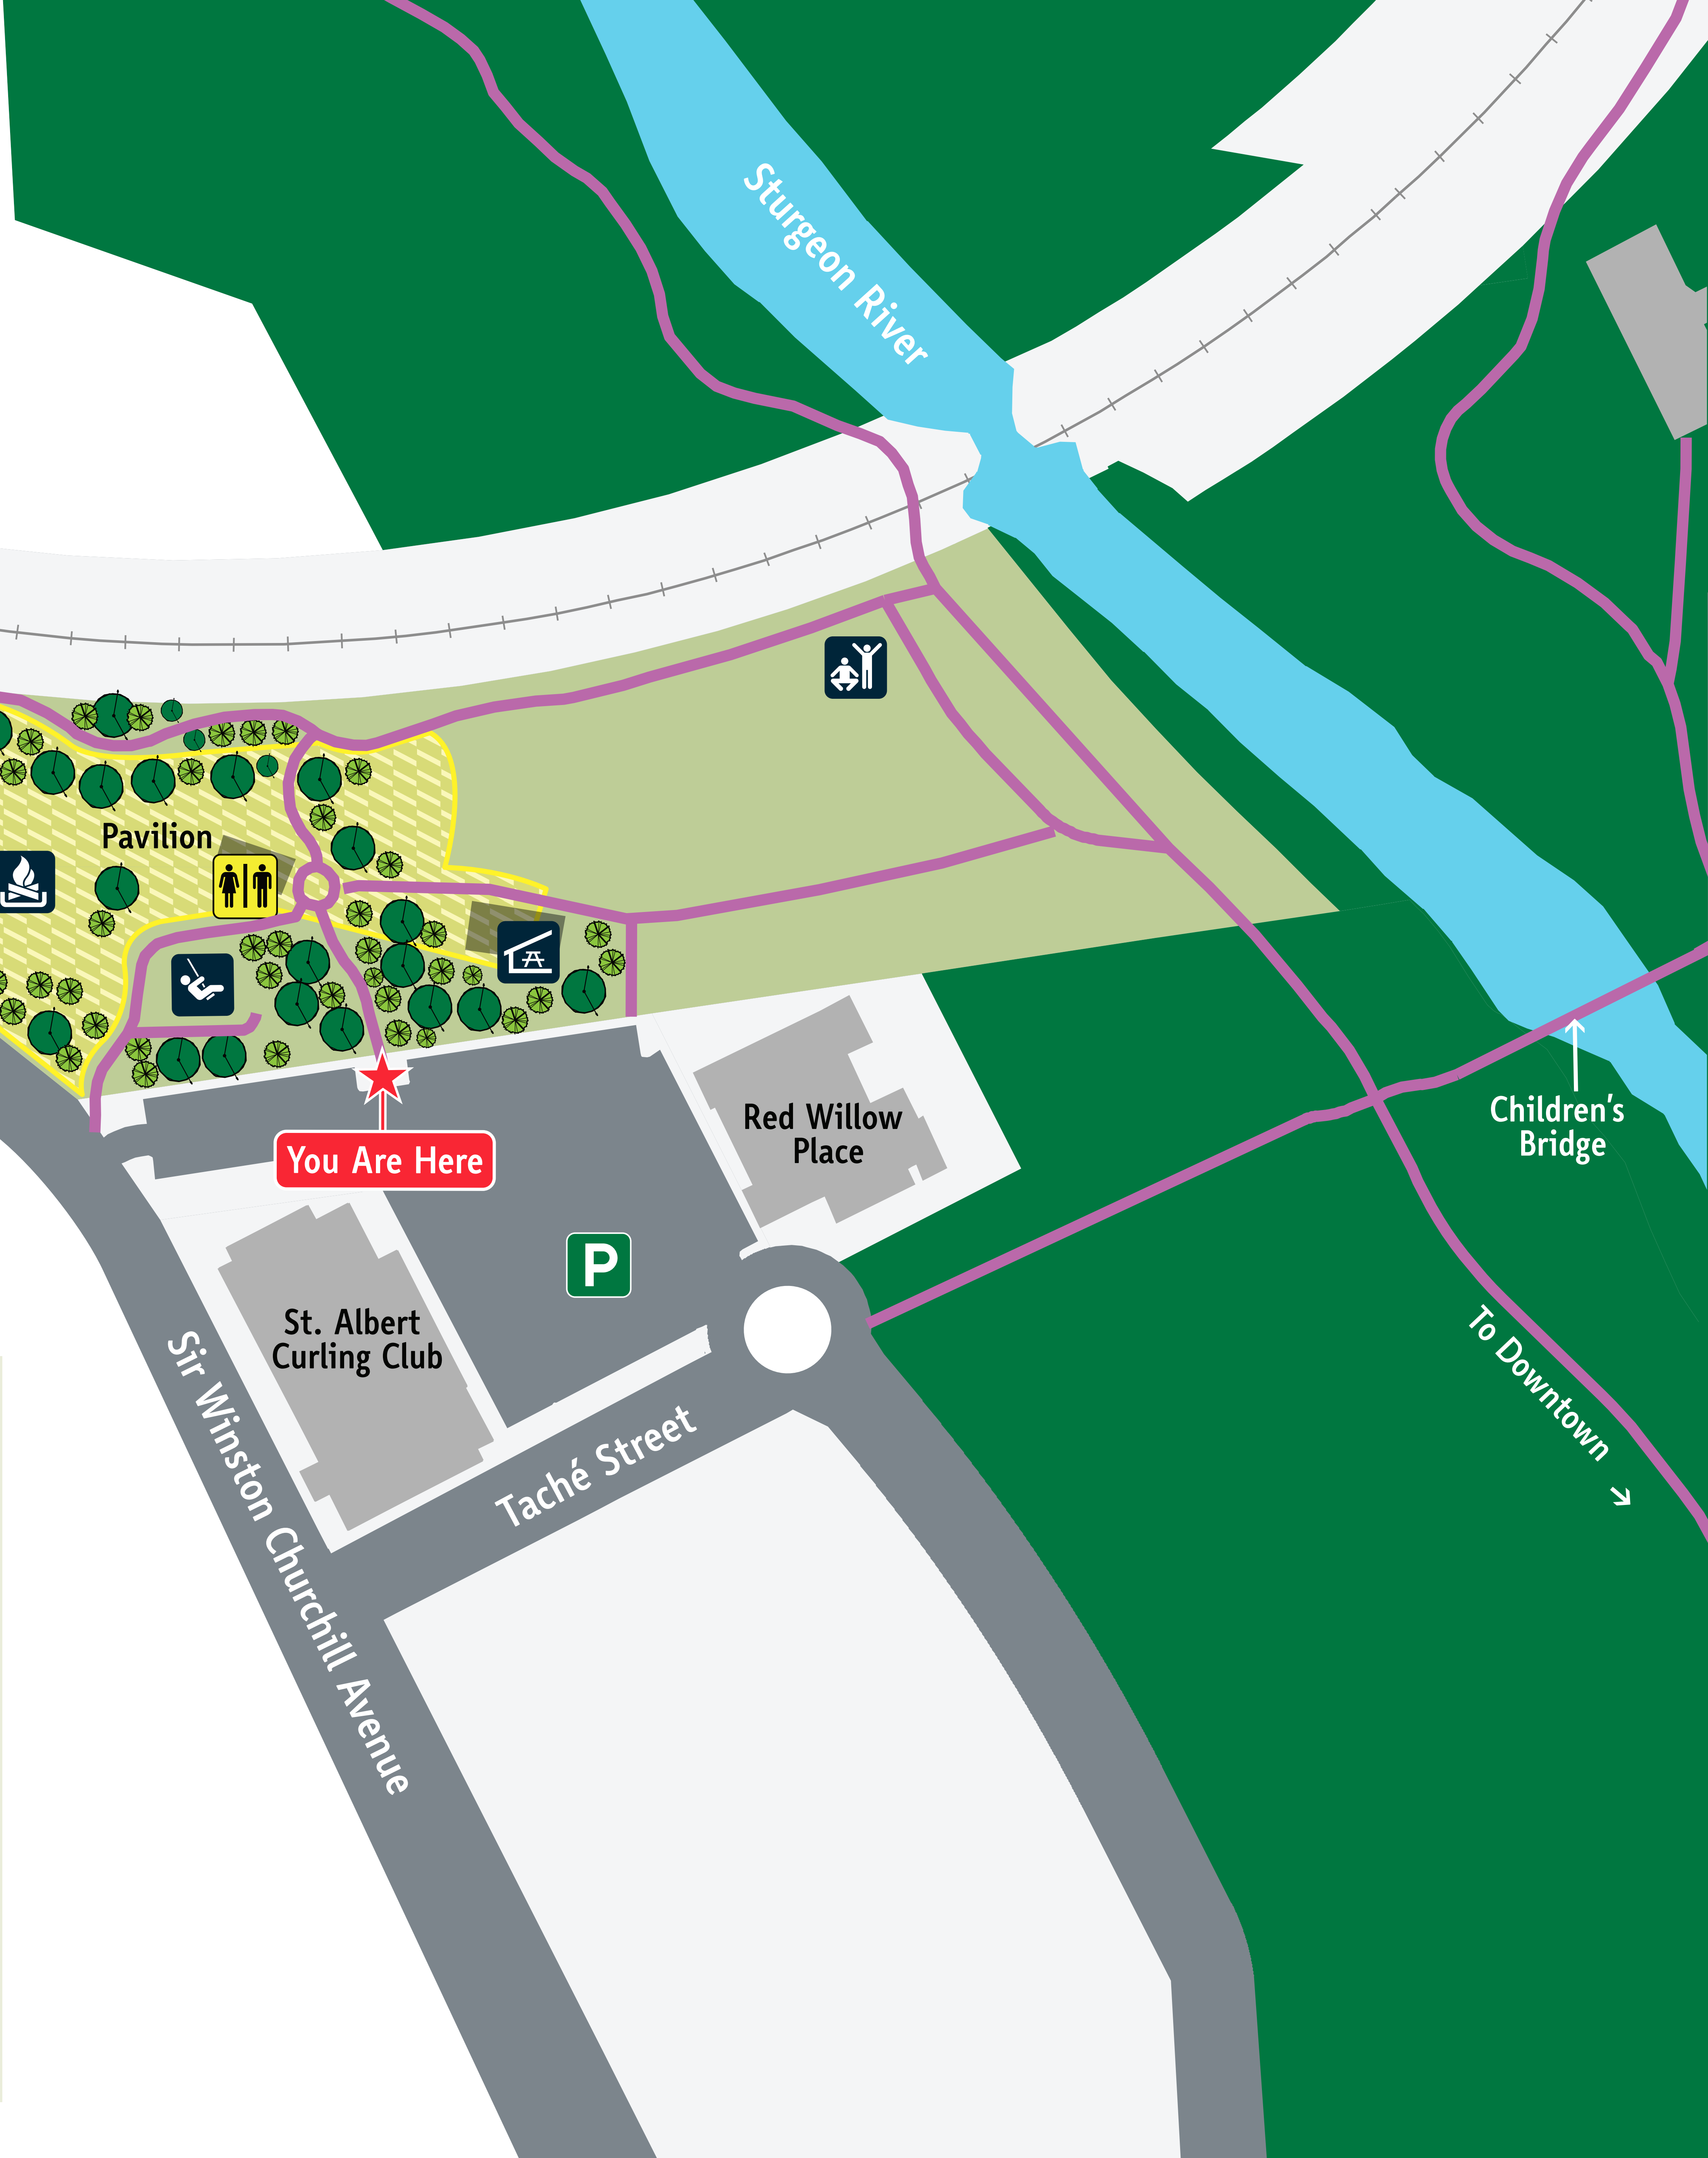 Sturgeon River
Pavilion
You Are Here
Red Willow
Place
Children's
Bridge
P
St. Albert
Curling Club
To Downtown →
Taché Street
Sir Winston Churchill Avenue